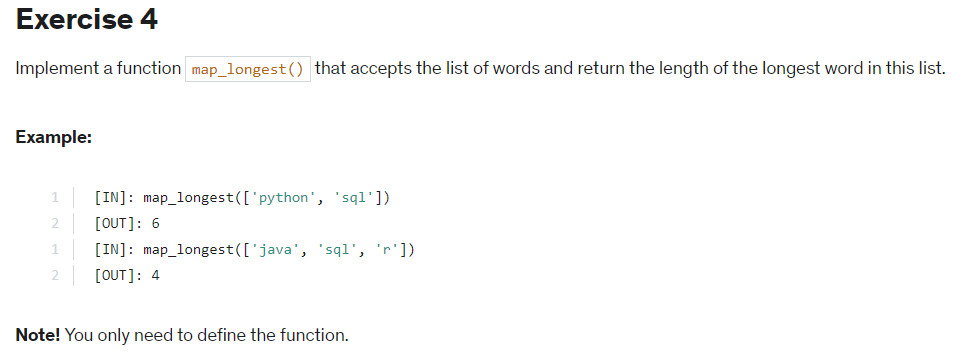 Exercise 4
Implement a function map_longest() that accepts the list of words and return the length of the longest word in this list.
Example:
1 [IN]: map_longest(['python', 'sql'])
2 [OUT]: 6
1 [IN]: map_longest(['java', 'sql', 'r'])
2 [OUT]: 4
Note! You only need to define the function.